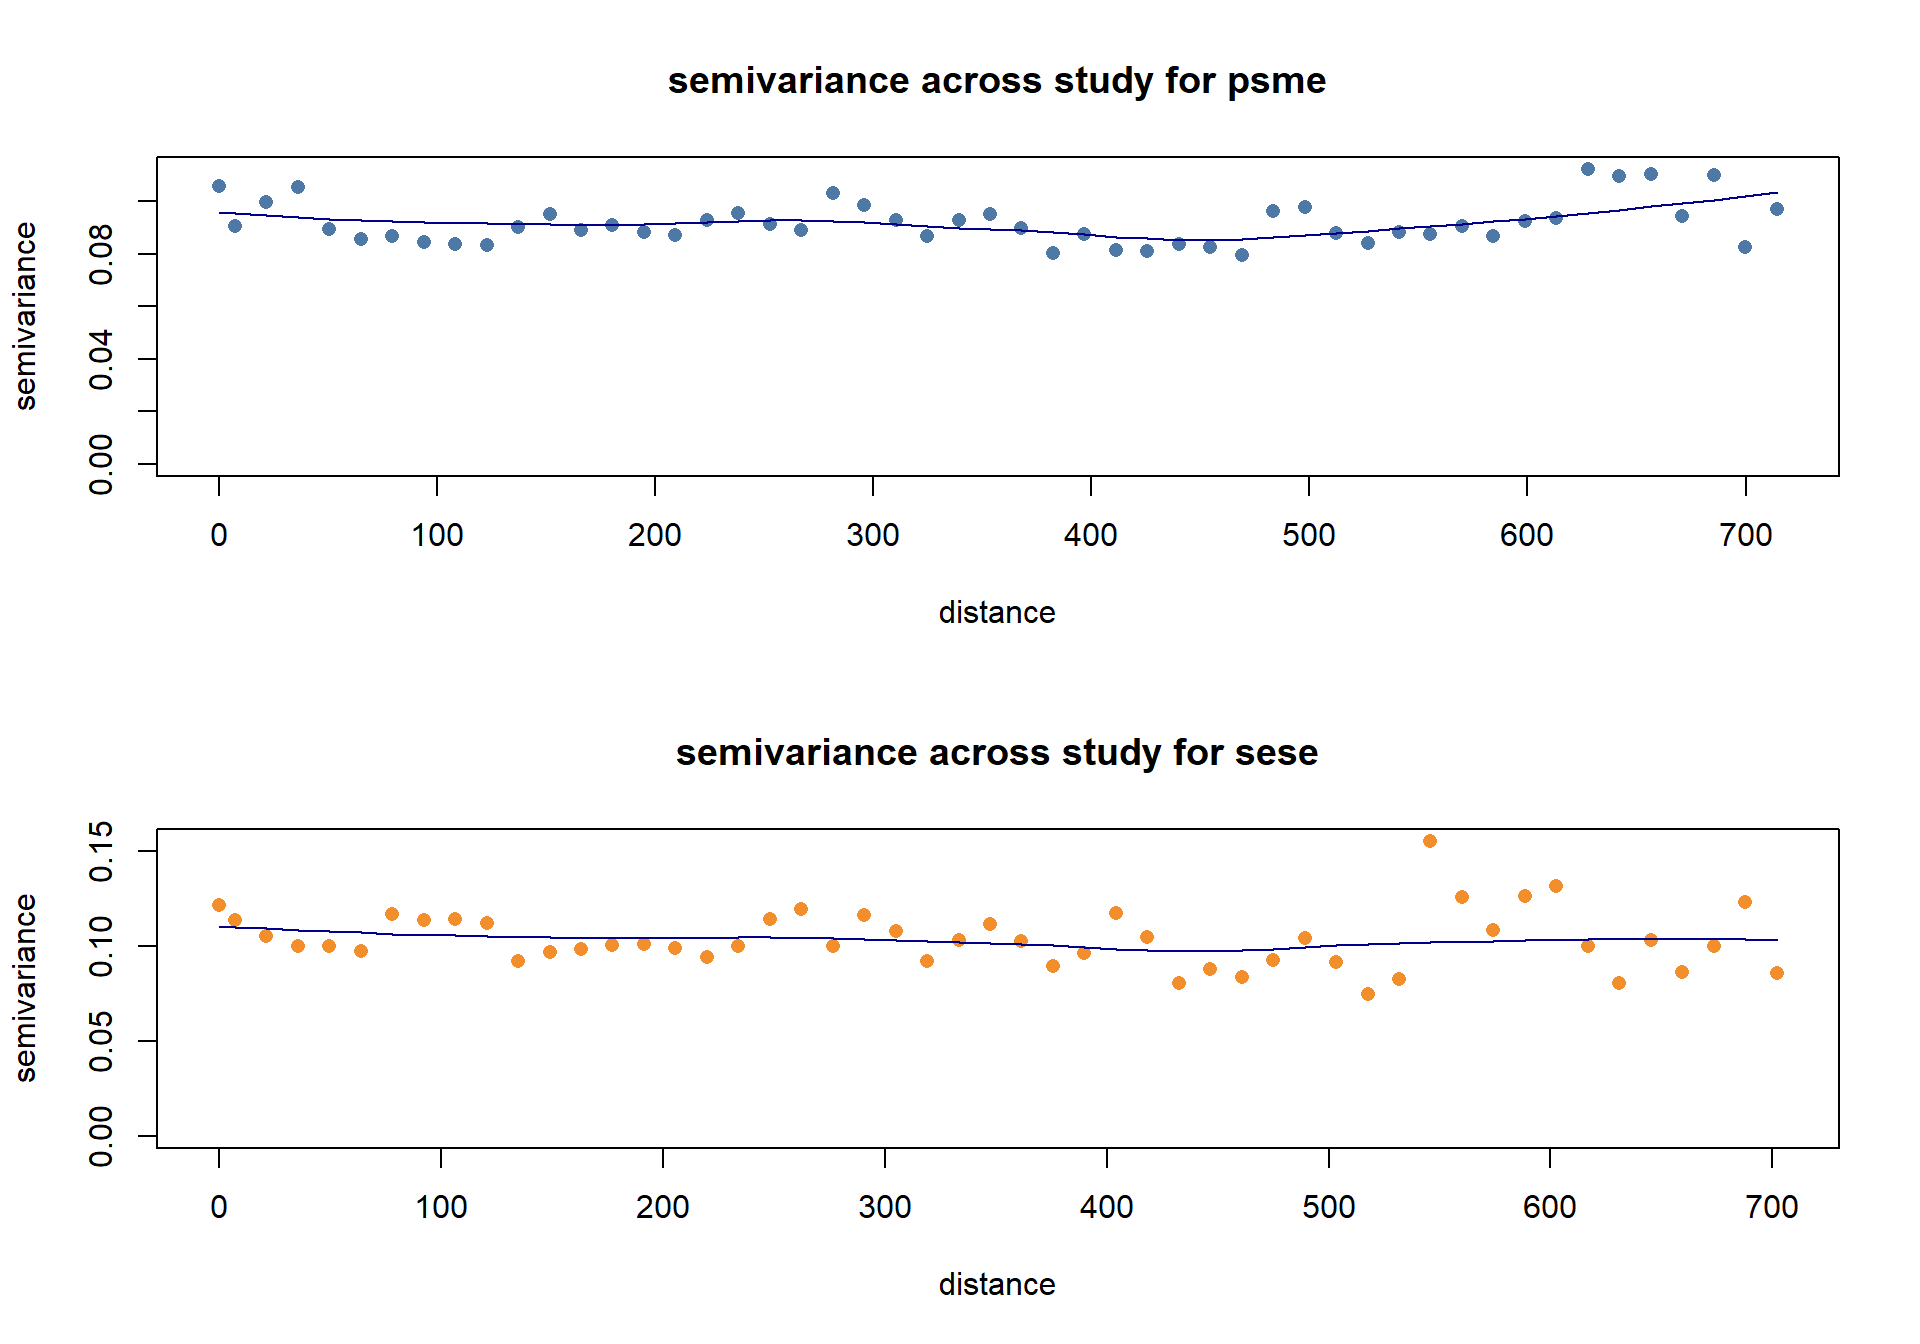 semivariance across study for psme
semivariance
0.08
0.04
0.00
0 100 200 300 400 500 600 700
distance
semivariance across study for sese
semivariance
0.15
0.10
0.05
0.00
0 100 200 300 400 500 600 700
distance